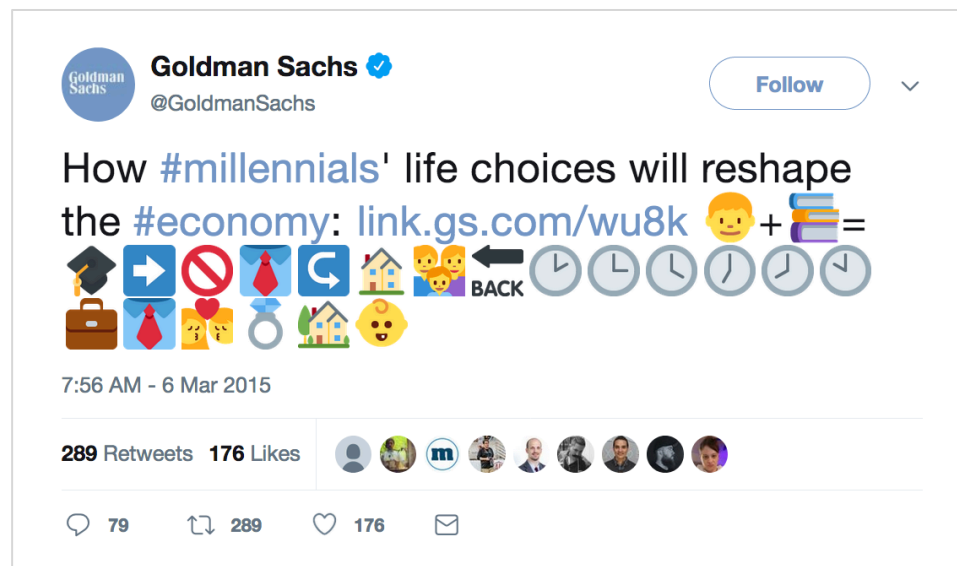 Goldman
Sachs
Goldman Sachs
@GoldmanSachs
Follow
How #millennials' life choices will reshape
the #economy: link.gs.com/wu8k 👱+📚=
🎓➡️🚫👔↪️🏠👪🔙🕑🕒🕓🕖🕗🕘
💼👔💏💍🏡👶
7:56 AM - 6 Mar 2015
289 Retweets 176 Likes
m
79 289 176